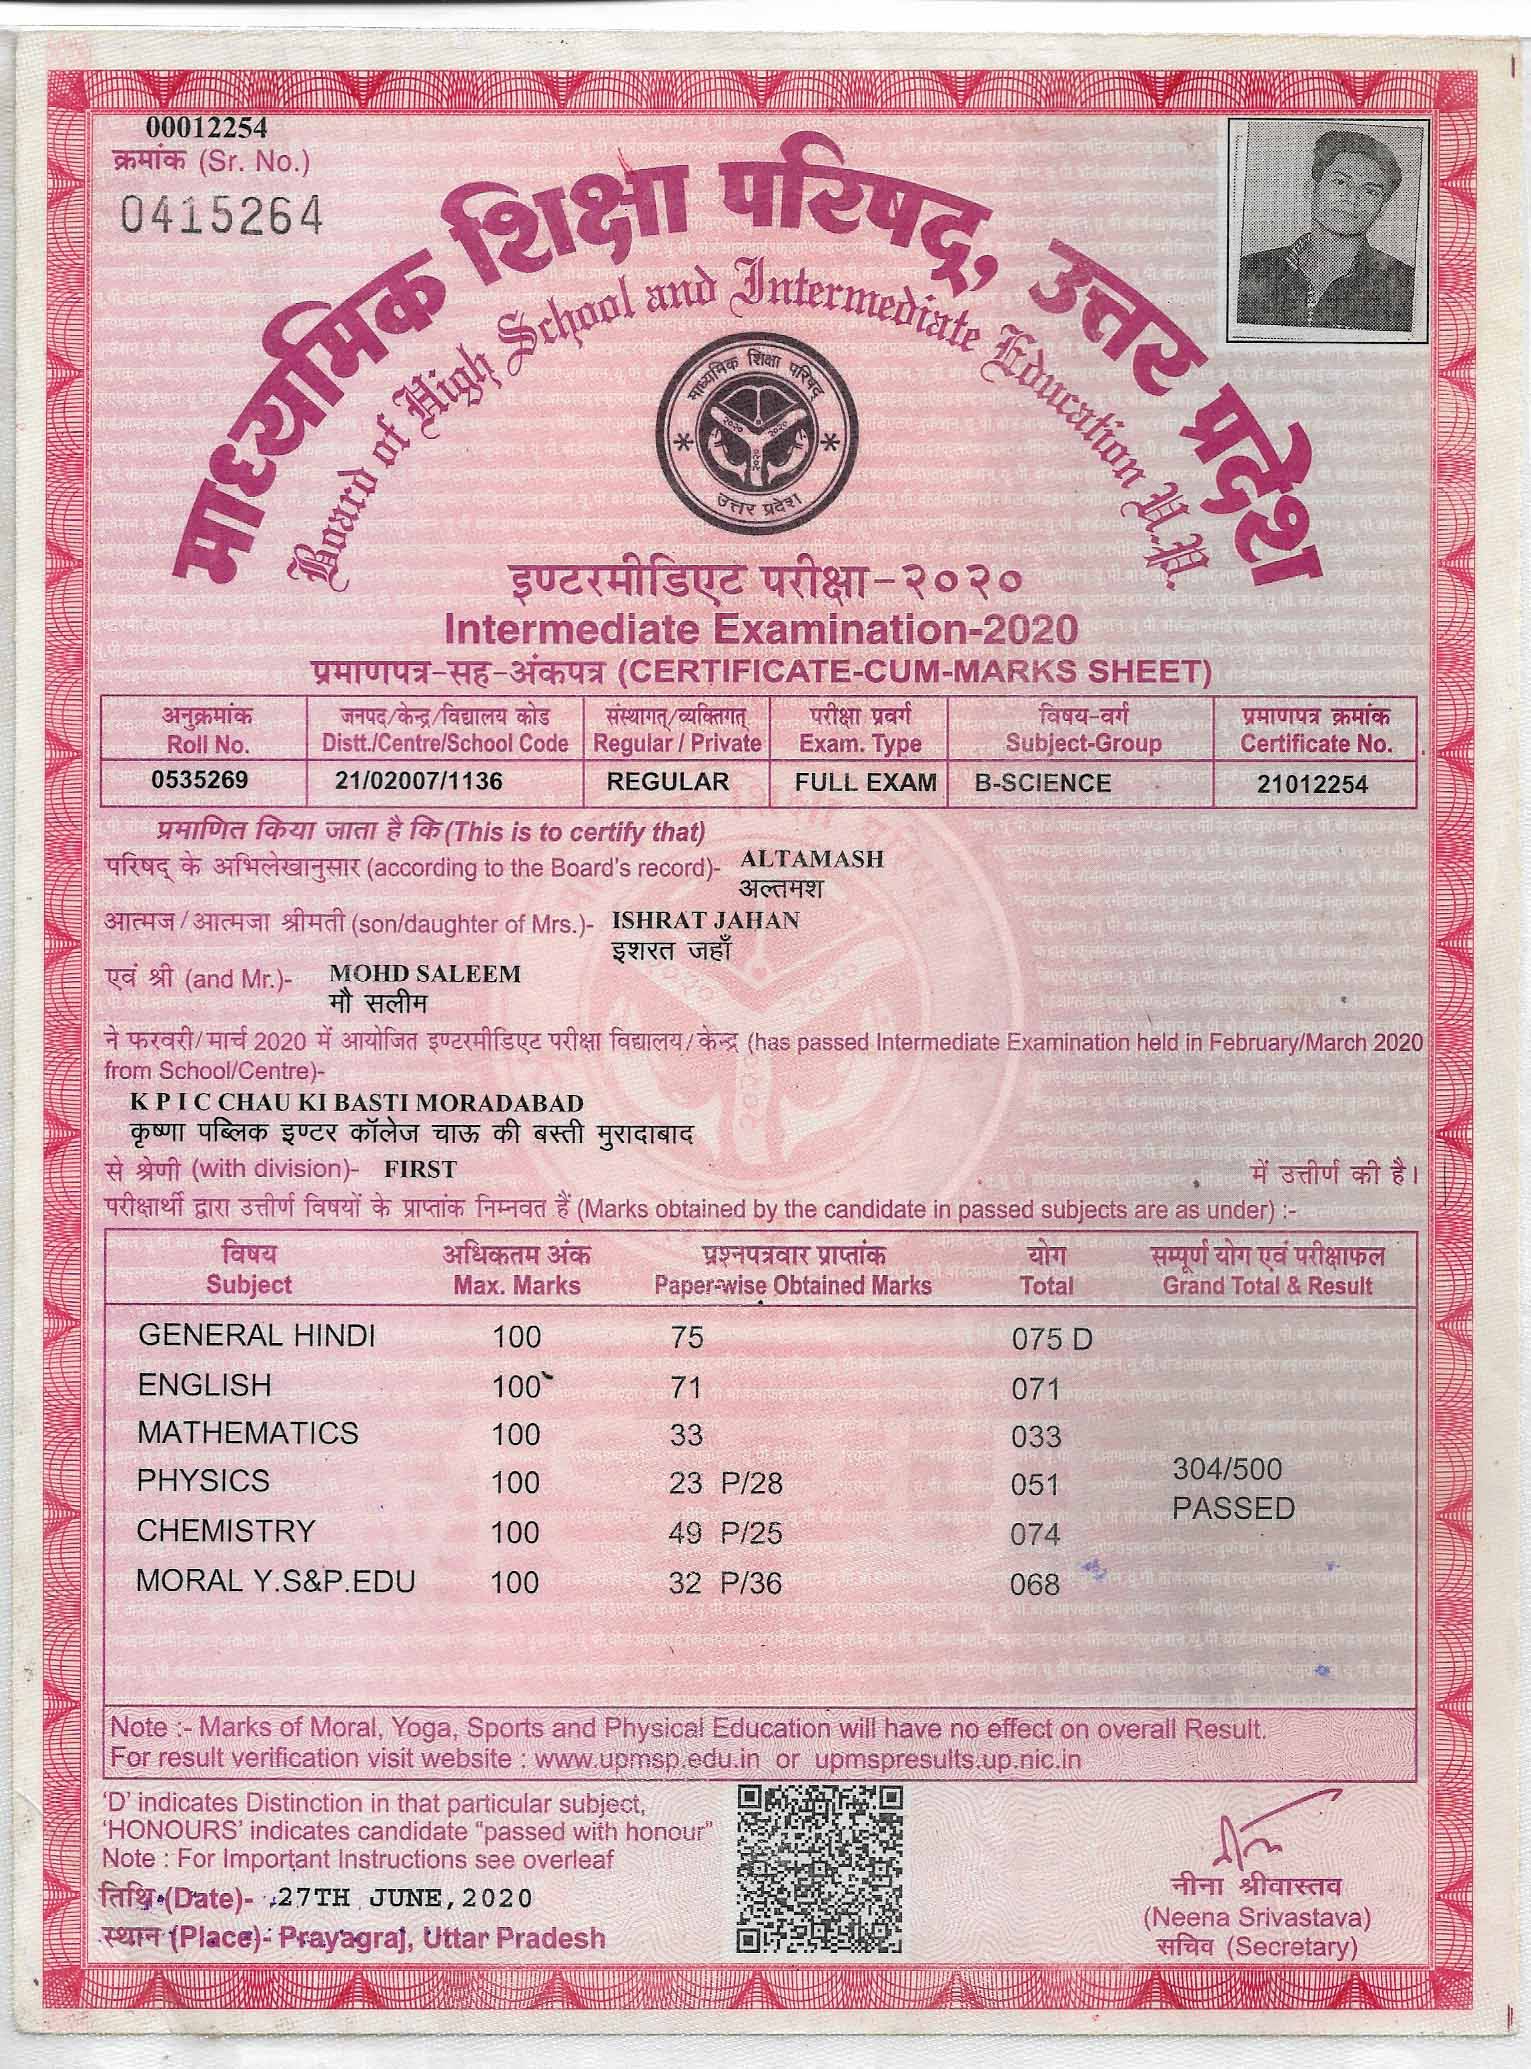 00012254
क्रमांक (Sr. No.)
0415264
माध्यमिक शिक्षा परिषद्, उत्तर प्रदेश
Board of High School and Intermediate Education U.P.
माध्यमिक शिक्षा परिषद
२०२० २०२० २०२०
उत्तर प्रदेश
इण्टरमीडिएट परीक्षा-२०२०
Intermediate Examination-2020
प्रमाणपत्र-सह-अंकपत्र (CERTIFICATE-CUM-MARKS SHEET)
अनुक्रमांक जनपद/केन्द्र/विद्यालय कोड संस्थागत/व्यक्तिगत परीक्षा प्रवर्ग विषय-वर्ग प्रमाणपत्र क्रमांक
Roll No. Distt./Centre/School Code Regular / Private Exam. Type Subject-Group Certificate No.
0535269 21/02007/1136 REGULAR FULL EXAM B-SCIENCE 21012254
प्रमाणित किया जाता है कि (This is to certify that)
परिषद् के अभिलेखानुसार (according to the Board's record)- ALTAMASH
अल्तमश
आत्मज / आत्मजा श्रीमती (son/daughter of Mrs.)- ISHRAT JAHAN
इशरत जहाँ
एवं श्री (and Mr.)- MOHD SALEEM
मौ सलीम
ने फरवरी/मार्च 2020 में आयोजित इण्टरमीडिएट परीक्षा विद्यालय/केन्द्र (has passed Intermediate Examination held in February/March 2020
from School/Centre)-
K P I C CHAU KI BASTI MORADABAD
कृष्णा पब्लिक इण्टर कॉलेज चाऊ की बस्ती मुरादाबाद
से श्रेणी (with division)- FIRST में उत्तीर्ण की है।
परीक्षार्थी द्वारा उत्तीर्ण विषयों के प्राप्तांक निम्नवत हैं (Marks obtained by the candidate in passed subjects are as under) :-
विषय अधिकतम अंक प्रश्नपत्रवार प्राप्तांक योग सम्पूर्ण योग एवं परीक्षाफल
Subject Max. Marks Paper-wise Obtained Marks Total Grand Total & Result
GENERAL HINDI 100 75 075 D
ENGLISH 100 71 071
MATHEMATICS 100 33 033
PHYSICS 100 23 P/28 051 304/500
PASSED
CHEMISTRY 100 49 P/25 074
MORAL Y.S&P.EDU 100 32 P/36 068
Note :- Marks of Moral, Yoga, Sports and Physical Education will have no effect on overall Result.
For result verification visit website : www.upmsp.edu.in or upmspresults.up.nic.in
'D' indicates Distinction in that particular subject,
'HONOURS' indicates candidate "passed with honour"
Note : For Important Instructions see overleaf
तिथि (Date)- 27TH JUNE, 2020
स्थान (Place)- Prayagraj, Uttar Pradesh
नीना श्रीवास्तव
(Neena Srivastava)
सचिव (Secretary)